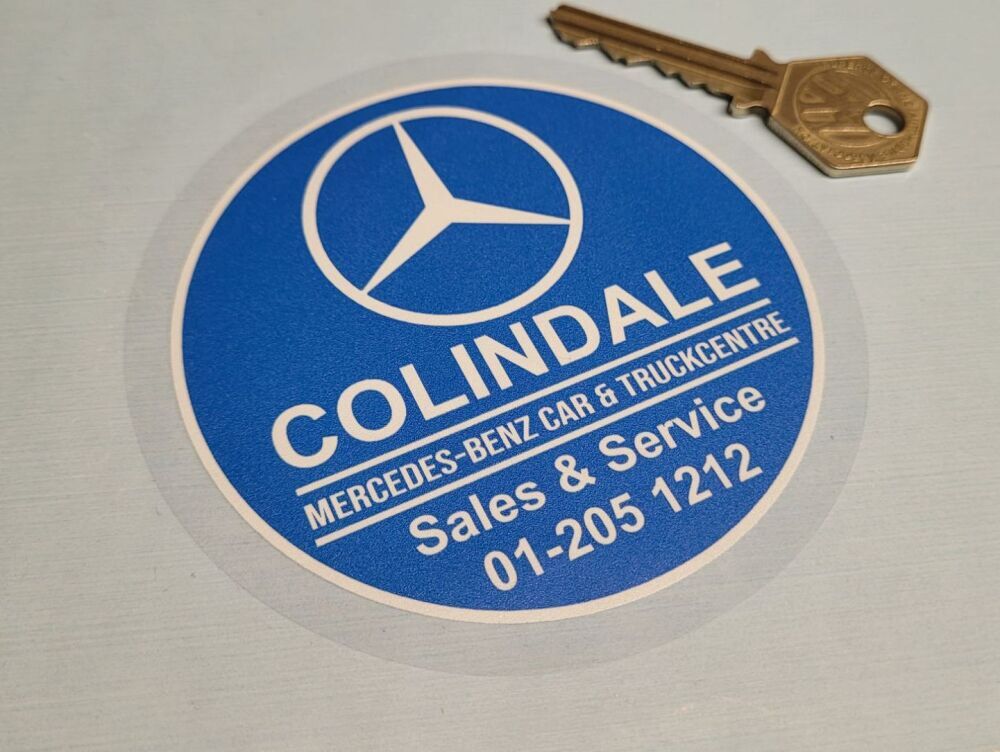 COLINDALE
MERCEDES-BENZ CAR & TRUCKCENTRE
Sales & Service
01-205 1212